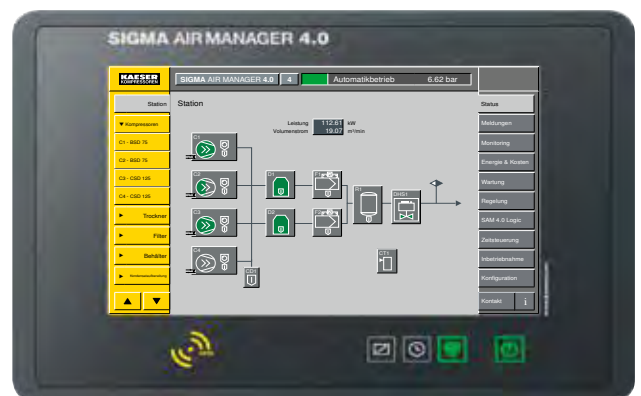 SIGMA AIR MANAGER 4.0
KAESER
KOMPRESSOREN
SIGMA AIR MANAGER 4.0 4 Automatikbetrieb 6.62 bar
Station
Station
Status
▼ Kompressoren
C1 - BSD 75
C2 - BSD 75
C3 - CSD 125
C4 - CSD 125
► Trockner
► Filter
► Behälter
▲ ▼
Leistung 112.61 kW
Volumenstrom 19.07 m³/min
C1
C2
D1
F1
R1
DHS1
C3
D2
F2
C4
CD1
CT1
Meldungen
Monitoring
Energie & Kosten
Wartung
Regelung
SAM 4.0 Logic
Zeitsteuerung
Inbetriebnahme
Konfiguration
Kontakt i